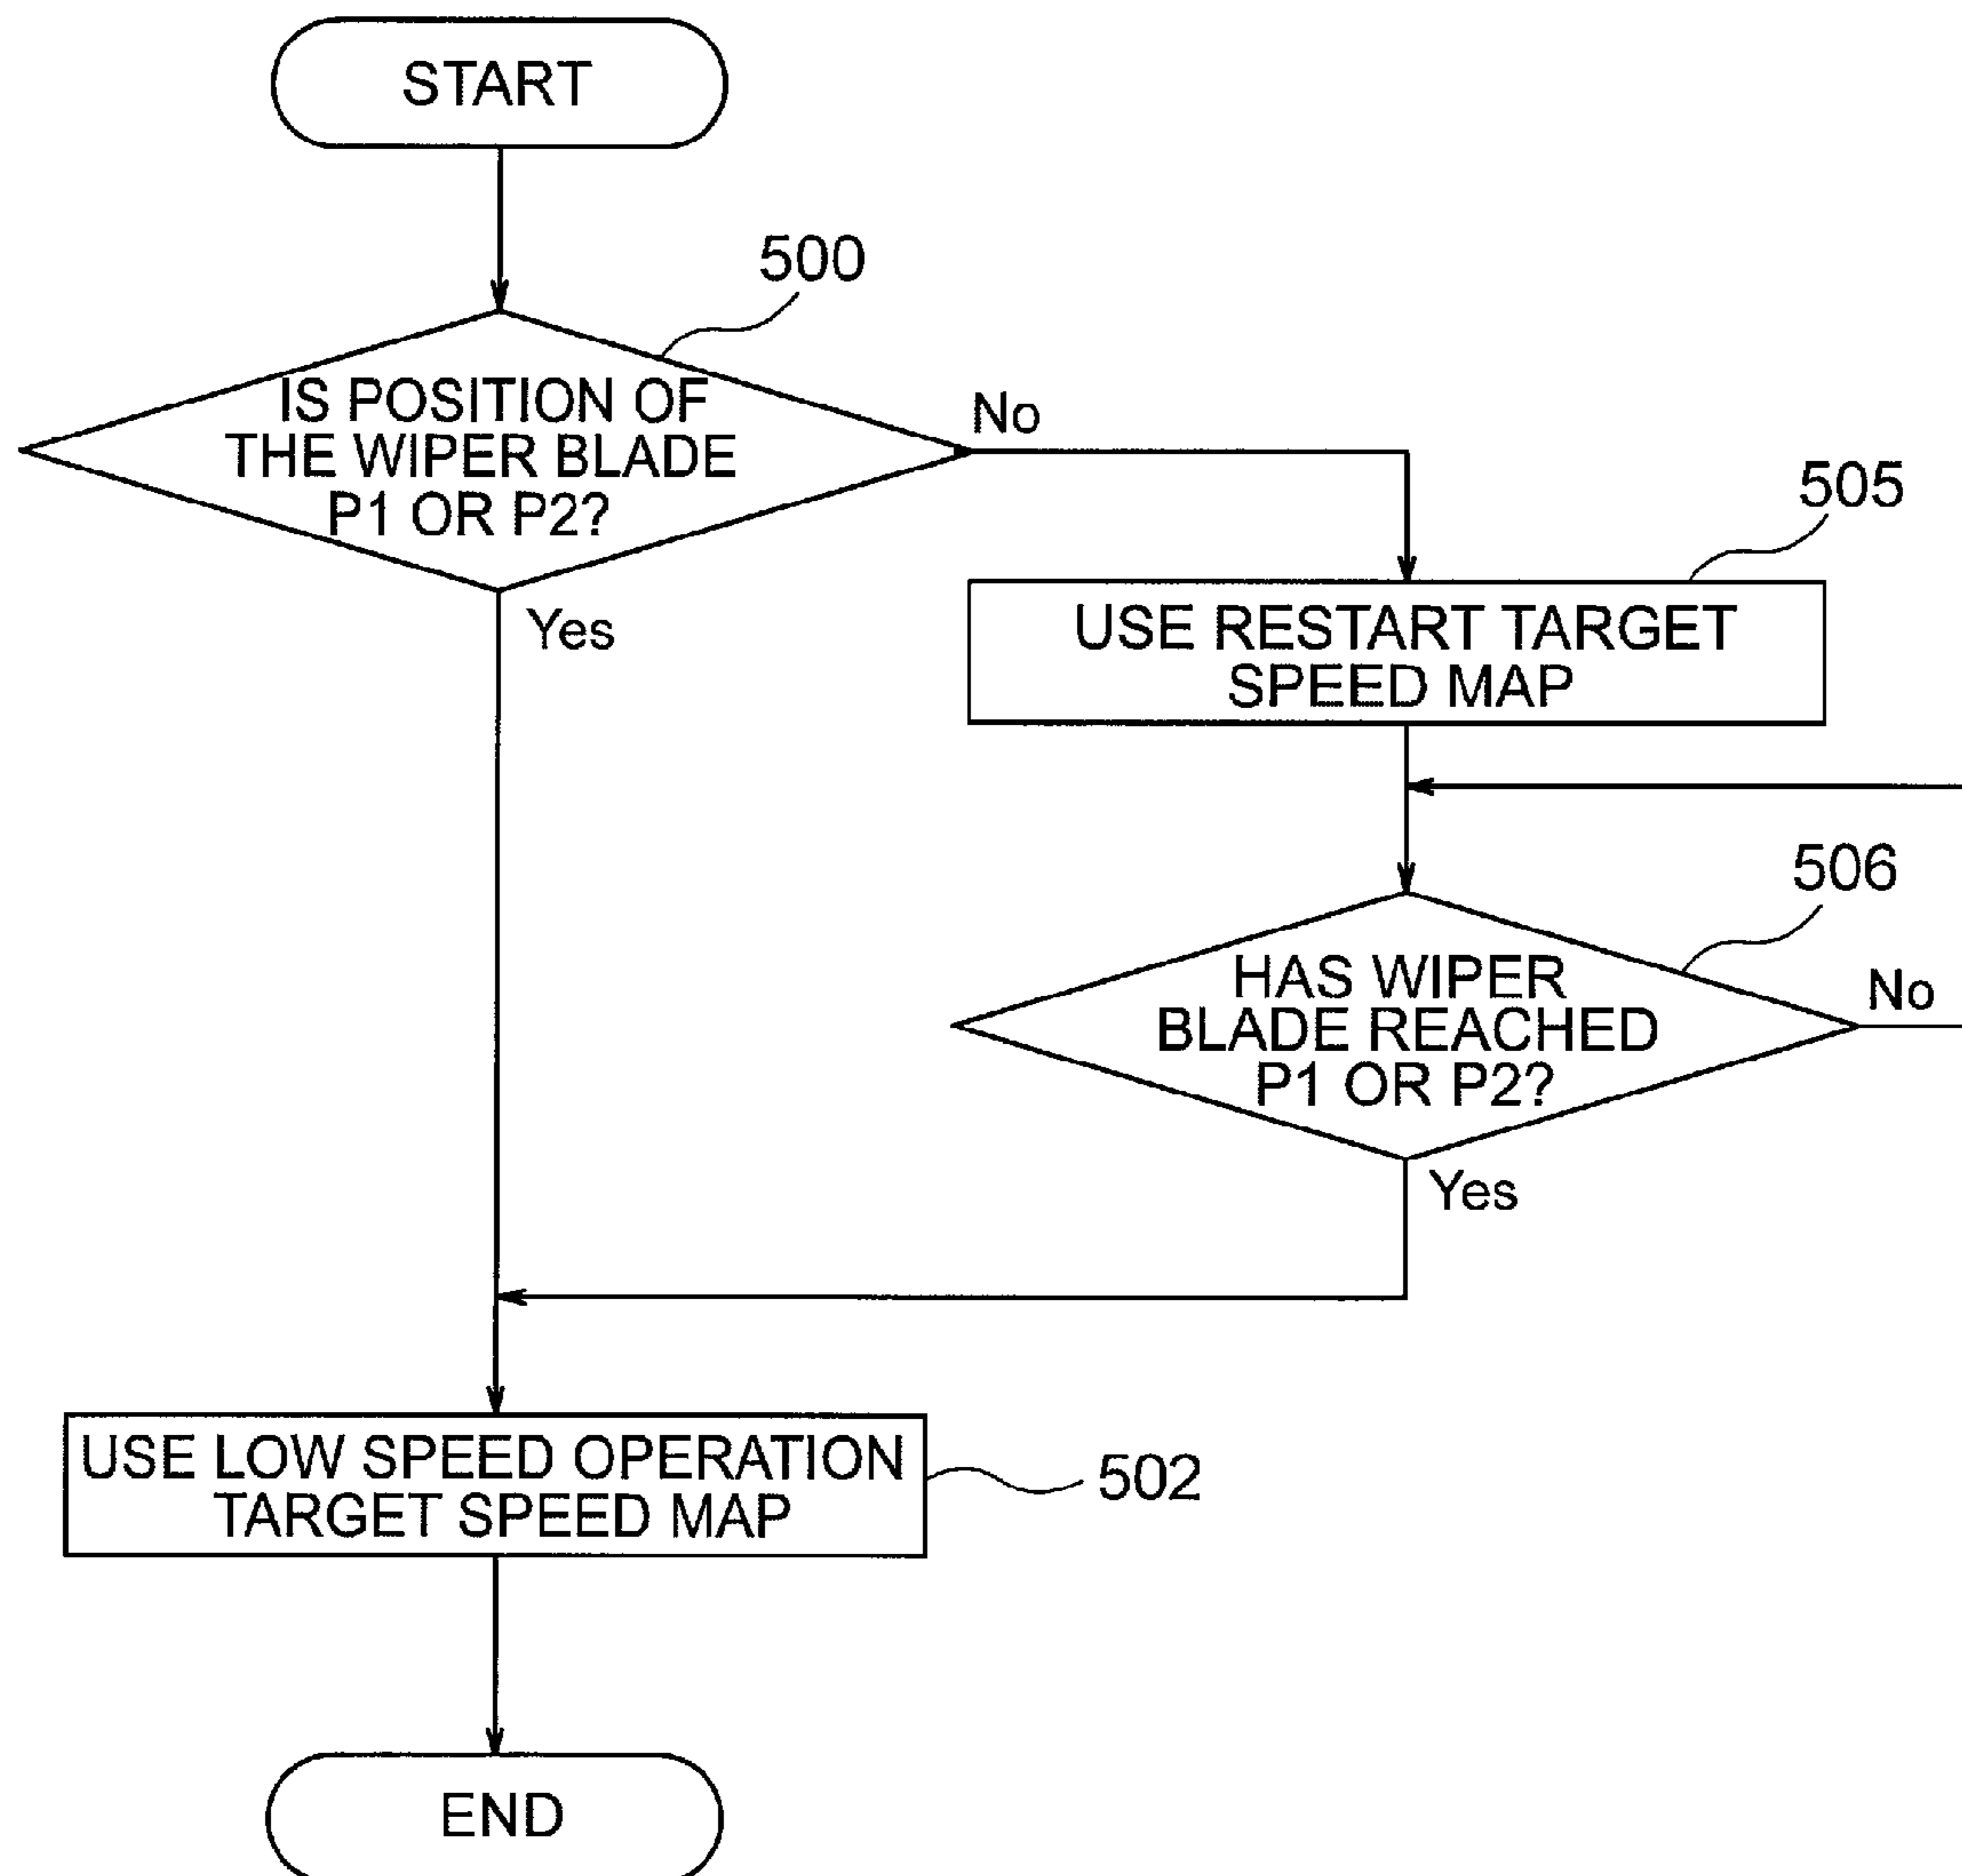 START
500
IS POSITION OF
THE WIPER BLADE
P1 OR P2?
No
Yes
505
USE RESTART TARGET
SPEED MAP
506
HAS WIPER
BLADE REACHED
P1 OR P2?
No
Yes
USE LOW SPEED OPERATION
TARGET SPEED MAP
502
END